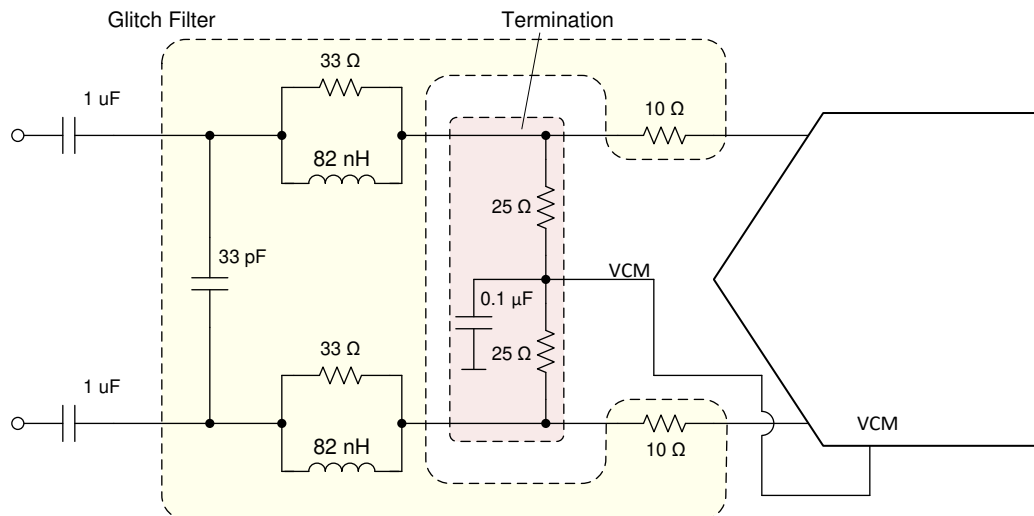 Glitch Filter
Termination
33 Ω
1 uF
10 Ω
82 nH
25 Ω
33 pF
VCM
0.1 µF
25 Ω
33 Ω
1 uF
VCM
10 Ω
82 nH